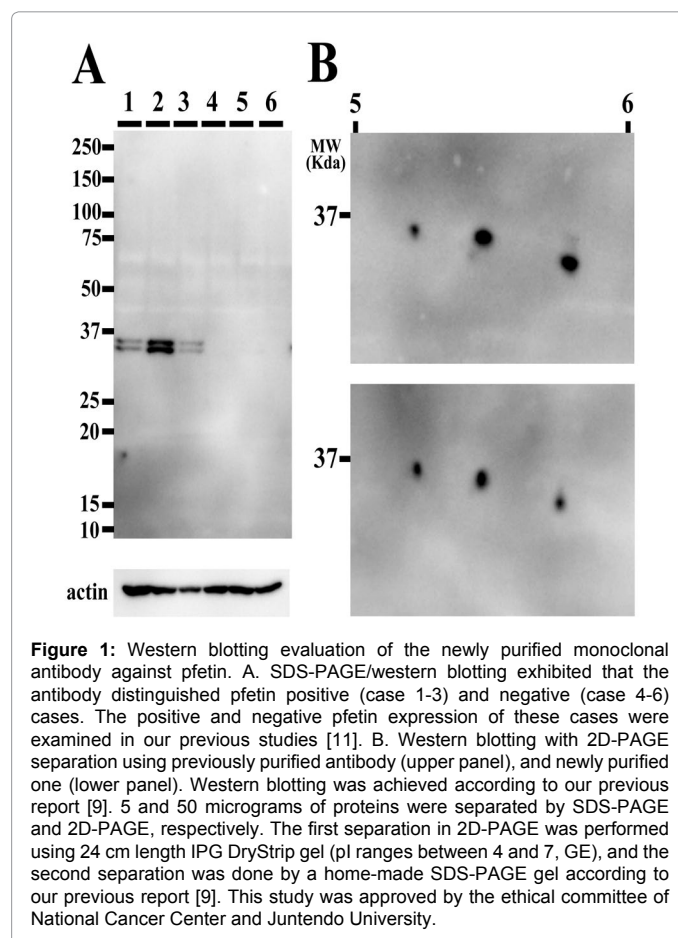 A
B
1 2 3 4 5 6
5 6
MW
(Kda)
250
150
100
75
50
37
25
20
15
10
37
37
actin
Figure 1: Western blotting evaluation of the newly purified monoclonal
antibody against pfetin. A. SDS-PAGE/western blotting exhibited that the
antibody distinguished pfetin positive (case 1-3) and negative (case 4-6)
cases. The positive and negative pfetin expression of these cases were
examined in our previous studies [11]. B. Western blotting with 2D-PAGE
separation using previously purified antibody (upper panel), and newly purified
one (lower panel). Western blotting was achieved according to our previous
report [9]. 5 and 50 micrograms of proteins were separated by SDS-PAGE
and 2D-PAGE, respectively. The first separation in 2D-PAGE was performed
using 24 cm length IPG DryStrip gel (pI ranges between 4 and 7, GE), and the
second separation was done by a home-made SDS-PAGE gel according to
our previous report [9]. This study was approved by the ethical committee of
National Cancer Center and Juntendo University.